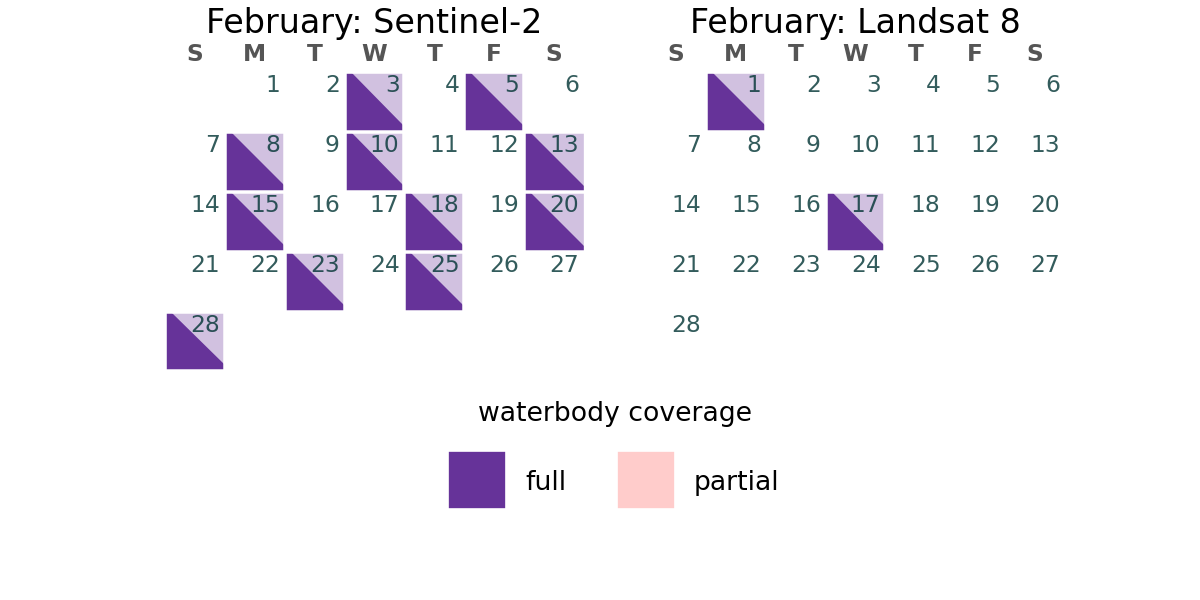 February: Sentinel-2
S M T W T F S
1 2 3 4 5 6
7 8 9 10 11 12 13
14 15 16 17 18 19 20
21 22 23 24 25 26 27
28
February: Landsat 8
S M T W T F S
1 2 3 4 5 6
7 8 9 10 11 12 13
14 15 16 17 18 19 20
21 22 23 24 25 26 27
28
waterbody coverage
full partial